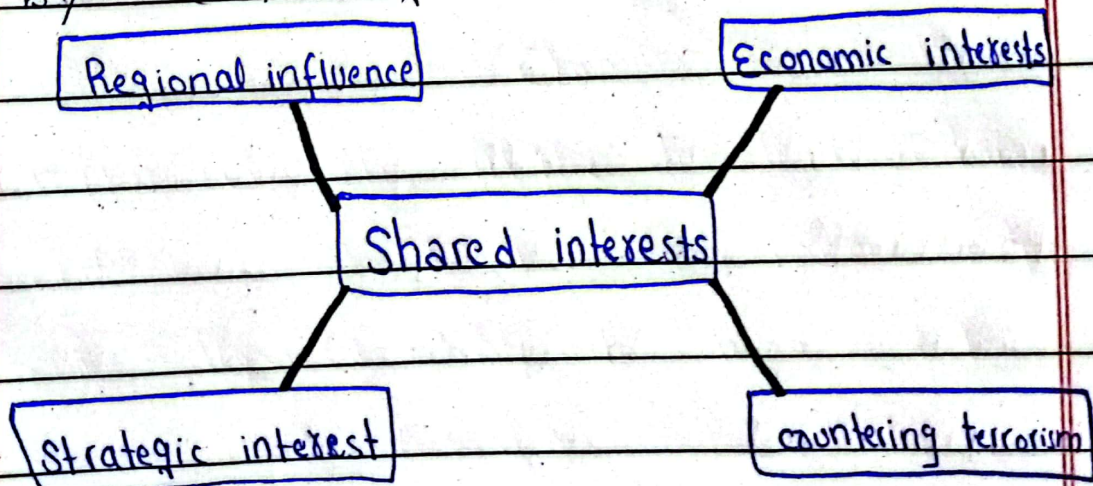 Regional influence
Economic interests
Shared interests
Strategic interest
countering terrorism